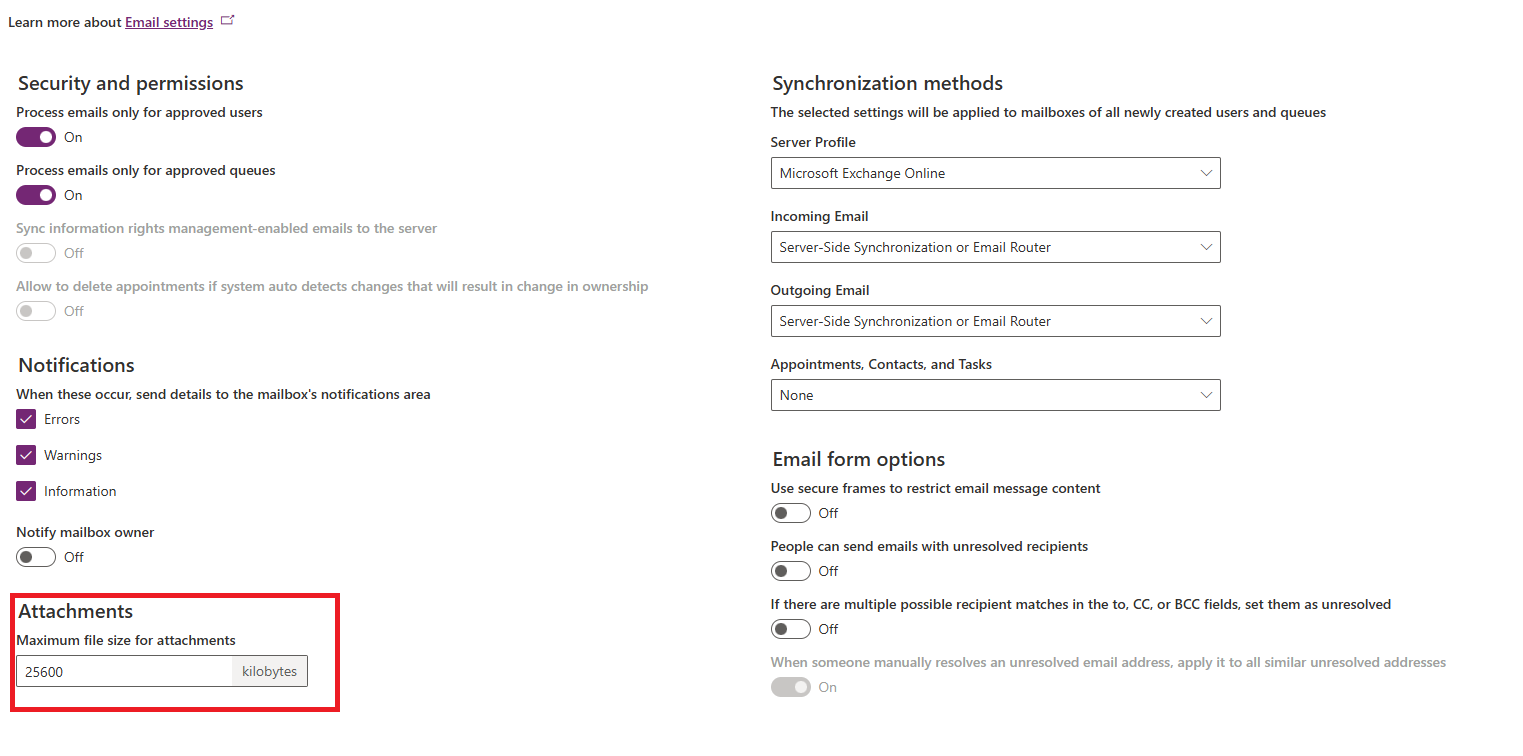 Learn more about Email settings
Security and permissions
Process emails only for approved users
On
Process emails only for approved queues
On
Sync information rights management-enabled emails to the server
Off
Allow to delete appointments if system auto detects changes that will result in change in ownership
Off
Notifications
When these occur, send details to the mailbox's notifications area
Errors
Warnings
Information
Notify mailbox owner
Off
Attachments
Maximum file size for attachments
25600 kilobytes
Synchronization methods
The selected settings will be applied to mailboxes of all newly created users and queues
Server Profile
Microsoft Exchange Online
Incoming Email
Server-Side Synchronization or Email Router
Outgoing Email
Server-Side Synchronization or Email Router
Appointments, Contacts, and Tasks
None
Email form options
Use secure frames to restrict email message content
Off
People can send emails with unresolved recipients
Off
If there are multiple possible recipient matches in the to, CC, or BCC fields, set them as unresolved
Off
When someone manually resolves an unresolved email address, apply it to all similar unresolved addresses
On